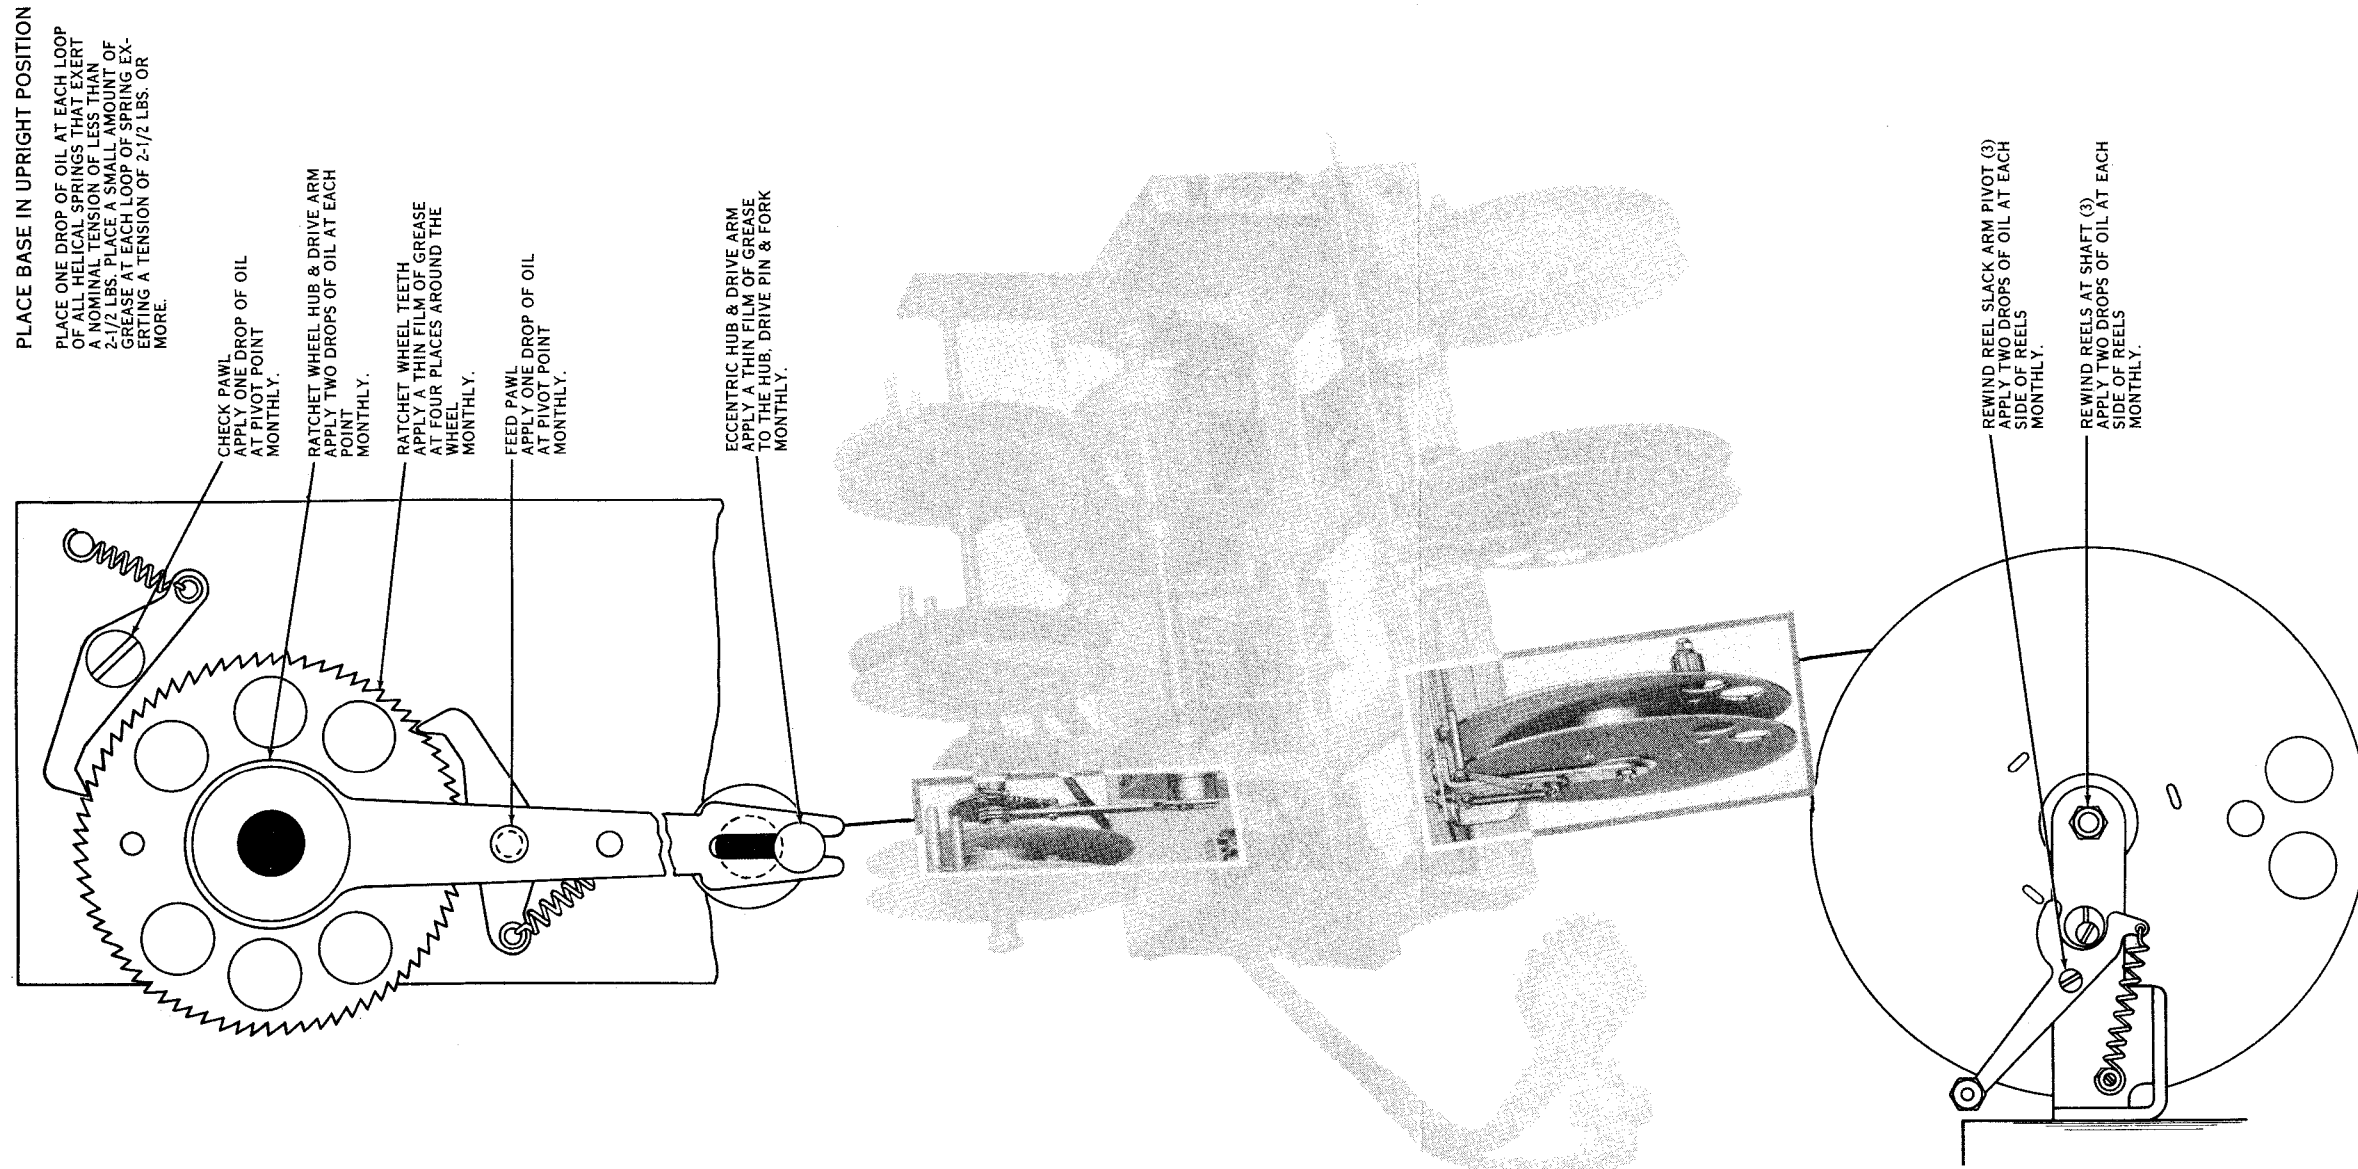 PLACE BASE IN UPRIGHT POSITION
PLACE ONE DROP OF OIL AT EACH LOOP
OF ALL HELICAL SPRINGS THAT EXERT
A NOMINAL TENSION OF LESS THAN
2-1/2 LBS. PLACE A SMALL AMOUNT OF
GREASE AT EACH LOOP OF SPRING EX-
ERTING A TENSION OF 2-1/2 LBS. OR
MORE.
CHECK PAWL
APPLY ONE DROP OF OIL
AT PIVOT POINT
MONTHLY.
RATCHET WHEEL HUB & DRIVE ARM
APPLY TWO DROPS OF OIL AT EACH
POINT
MONTHLY.
RATCHET WHEEL TEETH
APPLY A THIN FILM OF GREASE
AT FOUR PLACES AROUND THE
WHEEL
MONTHLY.
FEED PAWL
APPLY ONE DROP OF OIL
AT PIVOT POINT
MONTHLY.
ECCENTRIC HUB & DRIVE ARM
APPLY A THIN FILM OF GREASE
TO THE HUB, DRIVE PIN & FORK
MONTHLY.
REWIND REEL SLACK ARM PIVOT (3)
APPLY TWO DROPS OF OIL AT EACH
SIDE OF REELS
MONTHLY.
REWIND REELS AT SHAFT (3)
APPLY TWO DROPS OF OIL AT EACH
SIDE OF REELS
MONTHLY.